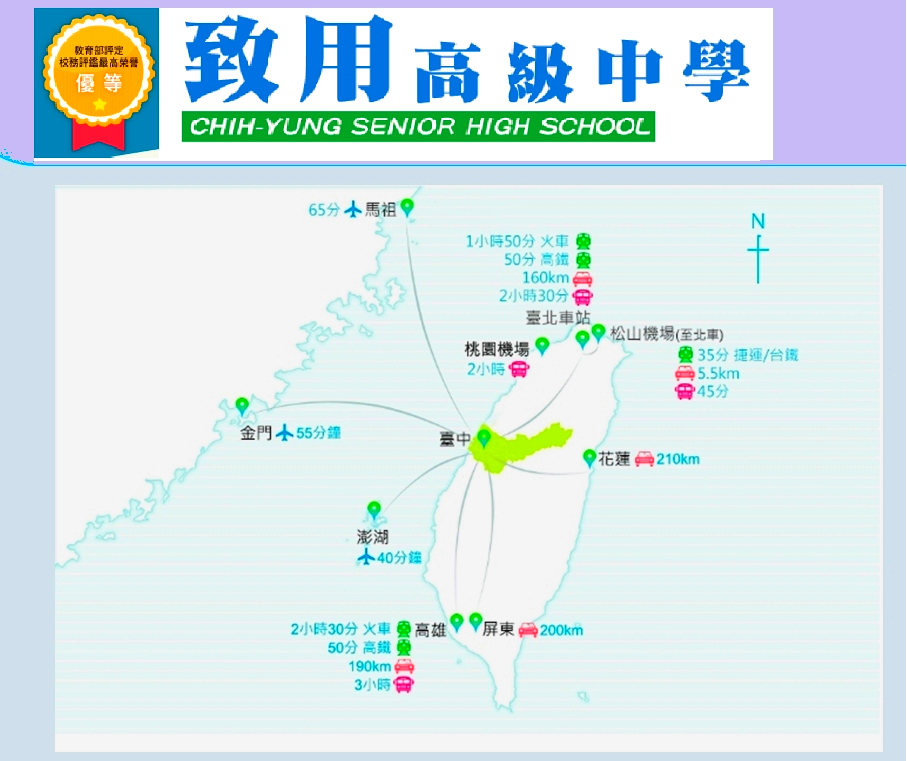 教育部評定
校務評鑑最高榮譽
優等
致用高級中學
CHIH-YUNG SENIOR HIGH SCHOOL
65分 馬祖
N
1小時50分 火車
50分 高鐵
160km
2小時30分
臺北車站
松山機場(至北車)
35分 捷運/台鐵
5.5km
45分
桃園機場
2小時
金門 55分鐘
臺中
花蓮 210km
澎湖
40分鐘
2小時30分 火車 高雄
50分 高鐵
190km
3小時
屏東 200km